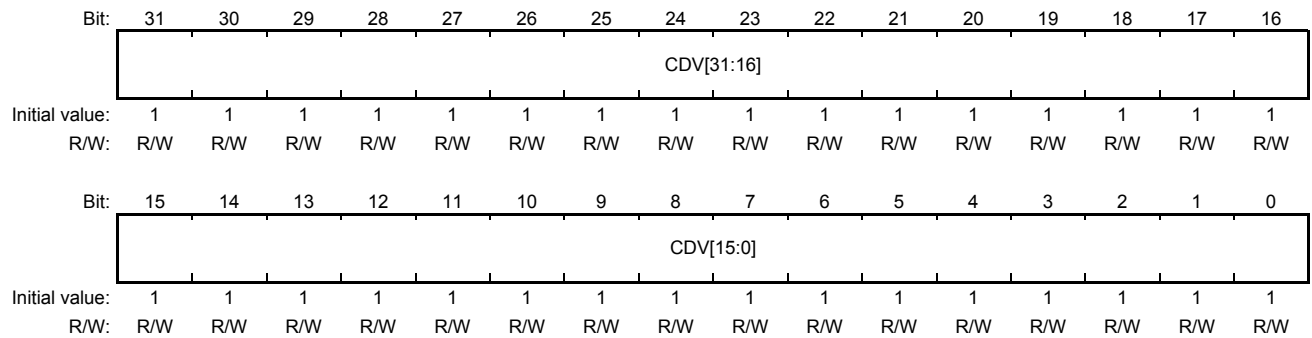 Bit: 31 30 29 28 27 26 25 24 23 22 21 20 19 18 17 16
CDV[31:16]
Initial value: 1 1 1 1 1 1 1 1 1 1 1 1 1 1 1 1
R/W: R/W R/W R/W R/W R/W R/W R/W R/W R/W R/W R/W R/W R/W R/W R/W R/W
Bit: 15 14 13 12 11 10 9 8 7 6 5 4 3 2 1 0
CDV[15:0]
Initial value: 1 1 1 1 1 1 1 1 1 1 1 1 1 1 1 1
R/W: R/W R/W R/W R/W R/W R/W R/W R/W R/W R/W R/W R/W R/W R/W R/W R/W